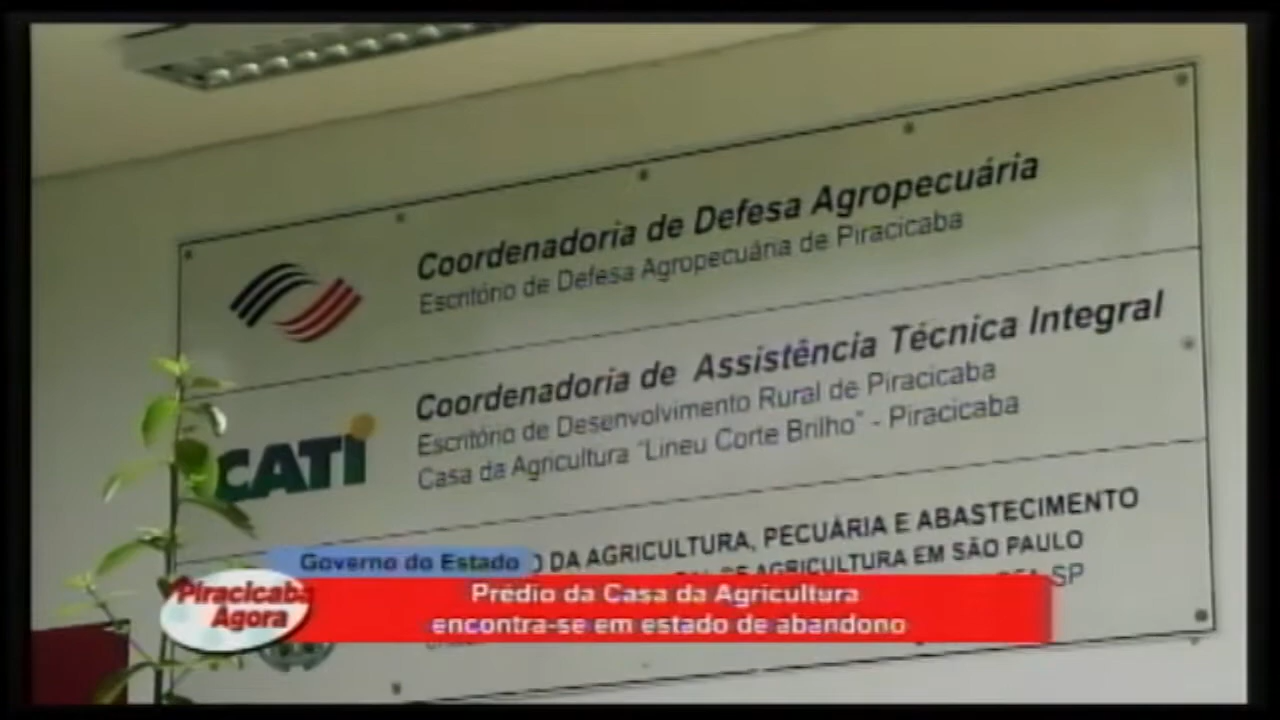 Coordenadoria de Defesa Agropecuária
Escritório de Defesa Agropecuária de Piracicaba
Coordenadoria de Assistência Técnica Integral
Escritório de Desenvolvimento Rural de Piracicaba
Casa da Agricultura "Lineu Corte Brilho" - Piracicaba
CATI
DA AGRICULTURA, PECUÁRIA E ABASTECIMENTO
AGRICULTURA EM SÃO PAULO
SP
Governo do Estado
Piracicaba
Agora
Prédio da Casa da Agricultura
encontra-se em estado de abandono